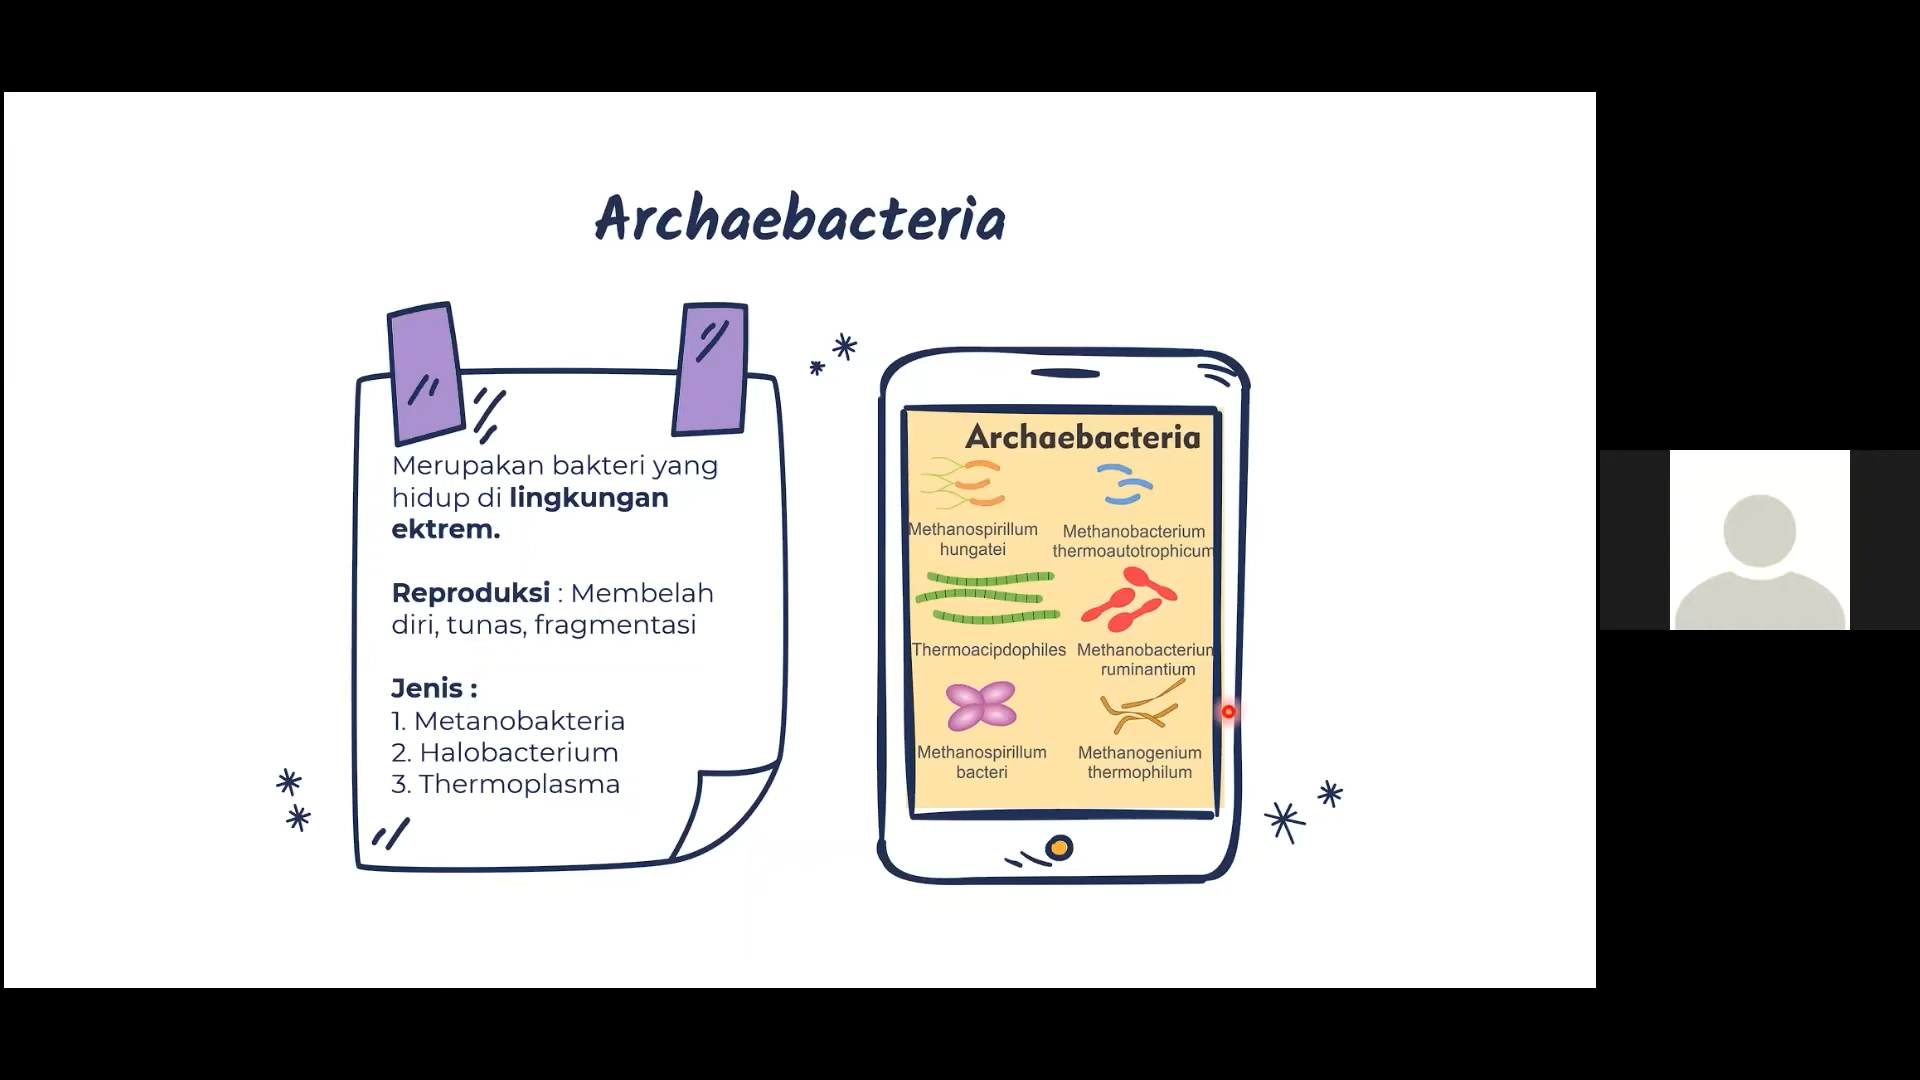 Archaebacteria
Merupakan bakteri yang
hidup di lingkungan
ektrem.
Reproduksi : Membelah
diri, tunas, fragmentasi
Jenis :
1. Metanobakteria
2. Halobacterium
3. Thermoplasma
Archaebacteria
Methanospirillum
hungatei
Methanobacterium
thermoautotrophicum
Thermoacipdophiles
Methanobacteriun
ruminantium
Methanospirillum
bacteri
Methanogenium
thermophilum